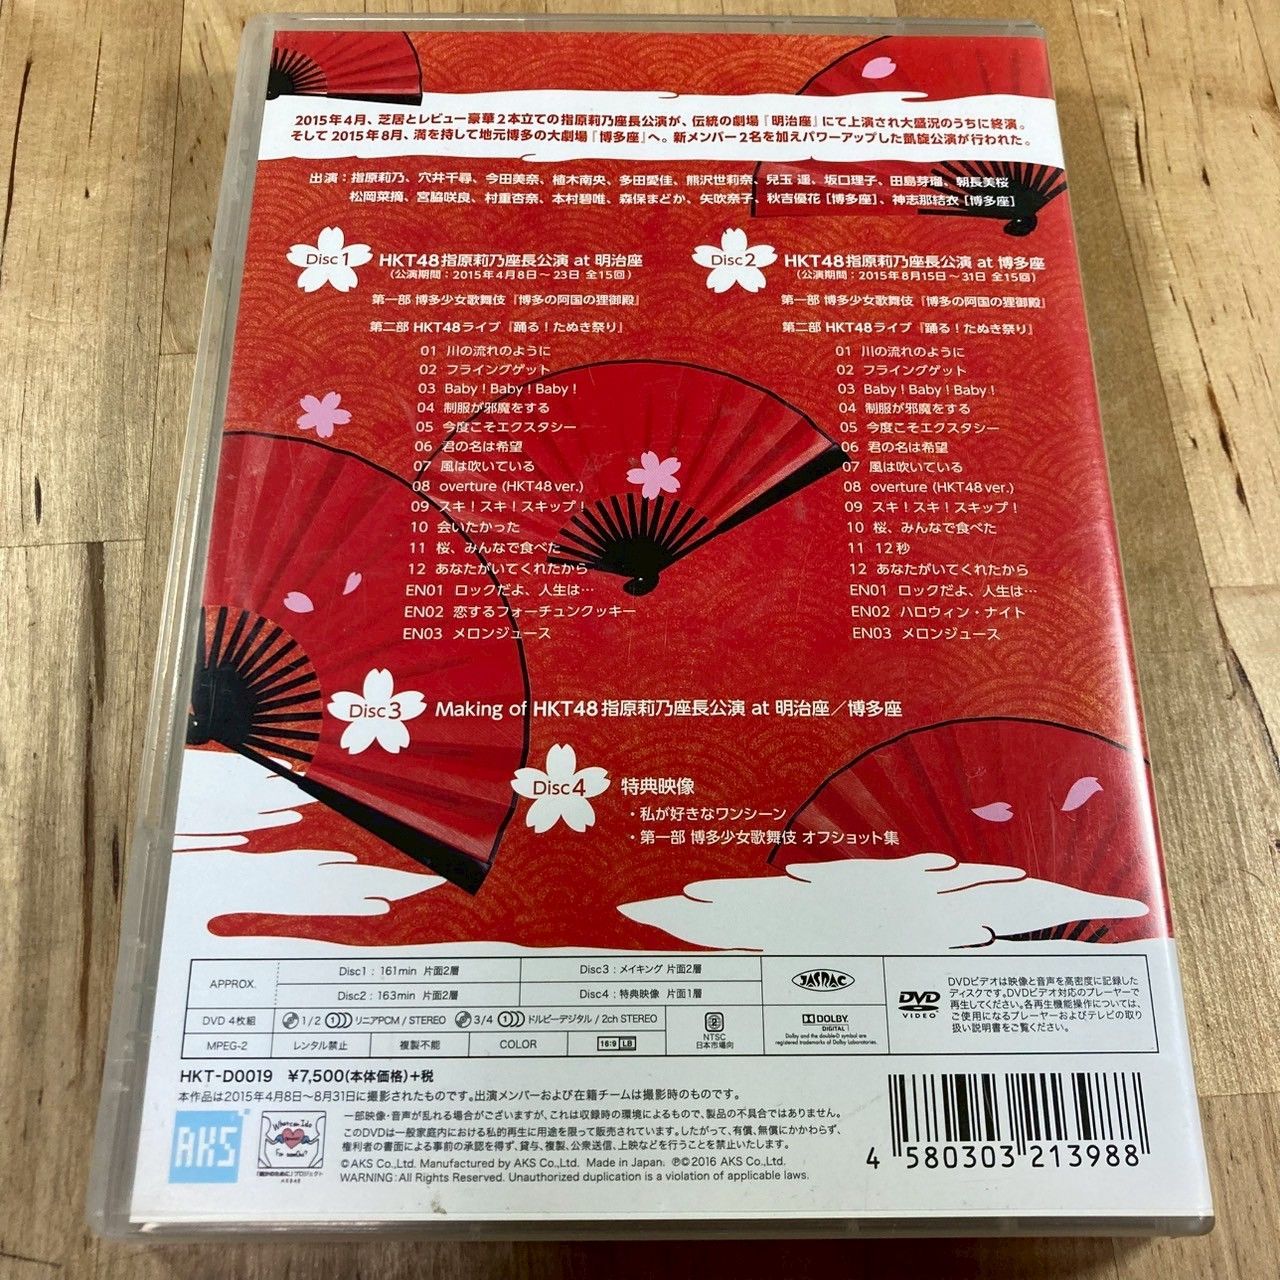 2015年4月、芝居とレビュー豪華2本立ての指原莉乃座長公演が、伝統の劇場『明治座』にて上演され大盛況のうちに終演。
そして2015年8月、満を持して地元博多の大劇場『博多座』へ。新メンバー2名を加えパワーアップした凱旋公演が行われた。
出演：指原莉乃、穴井千尋、今田美奈、植木南央、多田愛佳、熊沢世莉奈、兒玉 遥、坂口理子、田島芽瑠、朝長美桜
松岡菜摘、宮脇咲良、村重杏奈、本村碧唯、森保まどか、矢吹奈子、秋吉優花［博多座］、神志那結衣［博多座］
Disc1 HKT48指原莉乃座長公演 at 明治座
（公演期間：2015年4月8日〜23日 全15回）
第一部 博多少女歌舞伎『博多の阿国の狸御殿』
第二部 HKT48ライブ『踊る！たぬき祭り』
01 川の流れのように
02 フライングゲット
03 Baby！Baby！Baby！
04 制服が邪魔をする
05 今度こそエクスタシー
06 君の名は希望
07 風は吹いている
08 overture (HKT48 ver.)
09 スキ！スキ！スキップ！
10 会いたかった
11 桜、みんなで食べた
12 あなたがいてくれたから
EN01 ロックだよ、人生は…
EN02 恋するフォーチュンクッキー
EN03 メロンジュース
Disc2 HKT48指原莉乃座長公演 at 博多座
（公演期間：2015年8月15日〜31日 全15回）
第一部 博多少女歌舞伎『博多の阿国の狸御殿』
第二部 HKT48ライブ『踊る！たぬき祭り』
01 川の流れのように
02 フライングゲット
03 Baby！Baby！Baby！
04 制服が邪魔をする
05 今度こそエクスタシー
06 君の名は希望
07 風は吹いている
08 overture (HKT48 ver.)
09 スキ！スキ！スキップ！
10 桜、みんなで食べた
11 12秒
12 あなたがいてくれたから
EN01 ロックだよ、人生は…
EN02 ハロウィン・ナイト
EN03 メロンジュース
Disc3 Making of HKT48指原莉乃座長公演 at 明治座／博多座
Disc4 特典映像
・私が好きなワンシーン
・第一部 博多少女歌舞伎 オフショット集
APPROX.
Disc1：161min 片面2層
Disc3：メイキング 片面2層
Disc2：163min 片面2層
Disc4：特典映像 片面1層
DVD 4枚組
1/2 1 リニアPCM / STEREO 3/4 1 ドルビーデジタル / 2ch STEREO
MPEG-2
レンタル禁止
複製不能
COLOR
16:9 LB
2
NTSC
日本市場向
JASRAC
DOLBY
DIGITAL
Dolby and the double-D symbol are
registered trademarks of Dolby Laboratories.
DVD
VIDEO
DVDビデオは映像と音声を高密度に記録した
ディスクです。DVDビデオ対応のプレーヤーで
再生してください。各再生機能操作については、
ご使用になるプレーヤーおよびテレビの取り
扱い説明書をご覧ください。
HKT-D0019 ¥7,500(本体価格)+税
本作品は2015年4月8日〜8月31日に撮影されたものです。出演メンバーおよび在籍チームは撮影時のものです。
AKS
What can I do
For someone?
「誰かのために」プロジェクト
AKB48
一部映像・音声が乱れる場合がございますが、これは収録時の環境によるもので、製品の不具合ではありません。
このDVDは一般家庭内における私的再生に用途を限って販売されています。したがって、有償、無償にかかわらず、
権利者の書面による事前の承認を得ず、貸与、複製、公衆送信、上映などを行うことを禁止いたします。
©AKS Co.,Ltd. Manufactured by AKS Co.,Ltd. Made in Japan. ℗©2016 AKS Co.,Ltd.
WARNING: All Rights Reserved. Unauthorized duplication is a violation of applicable laws.
4 580303 213988